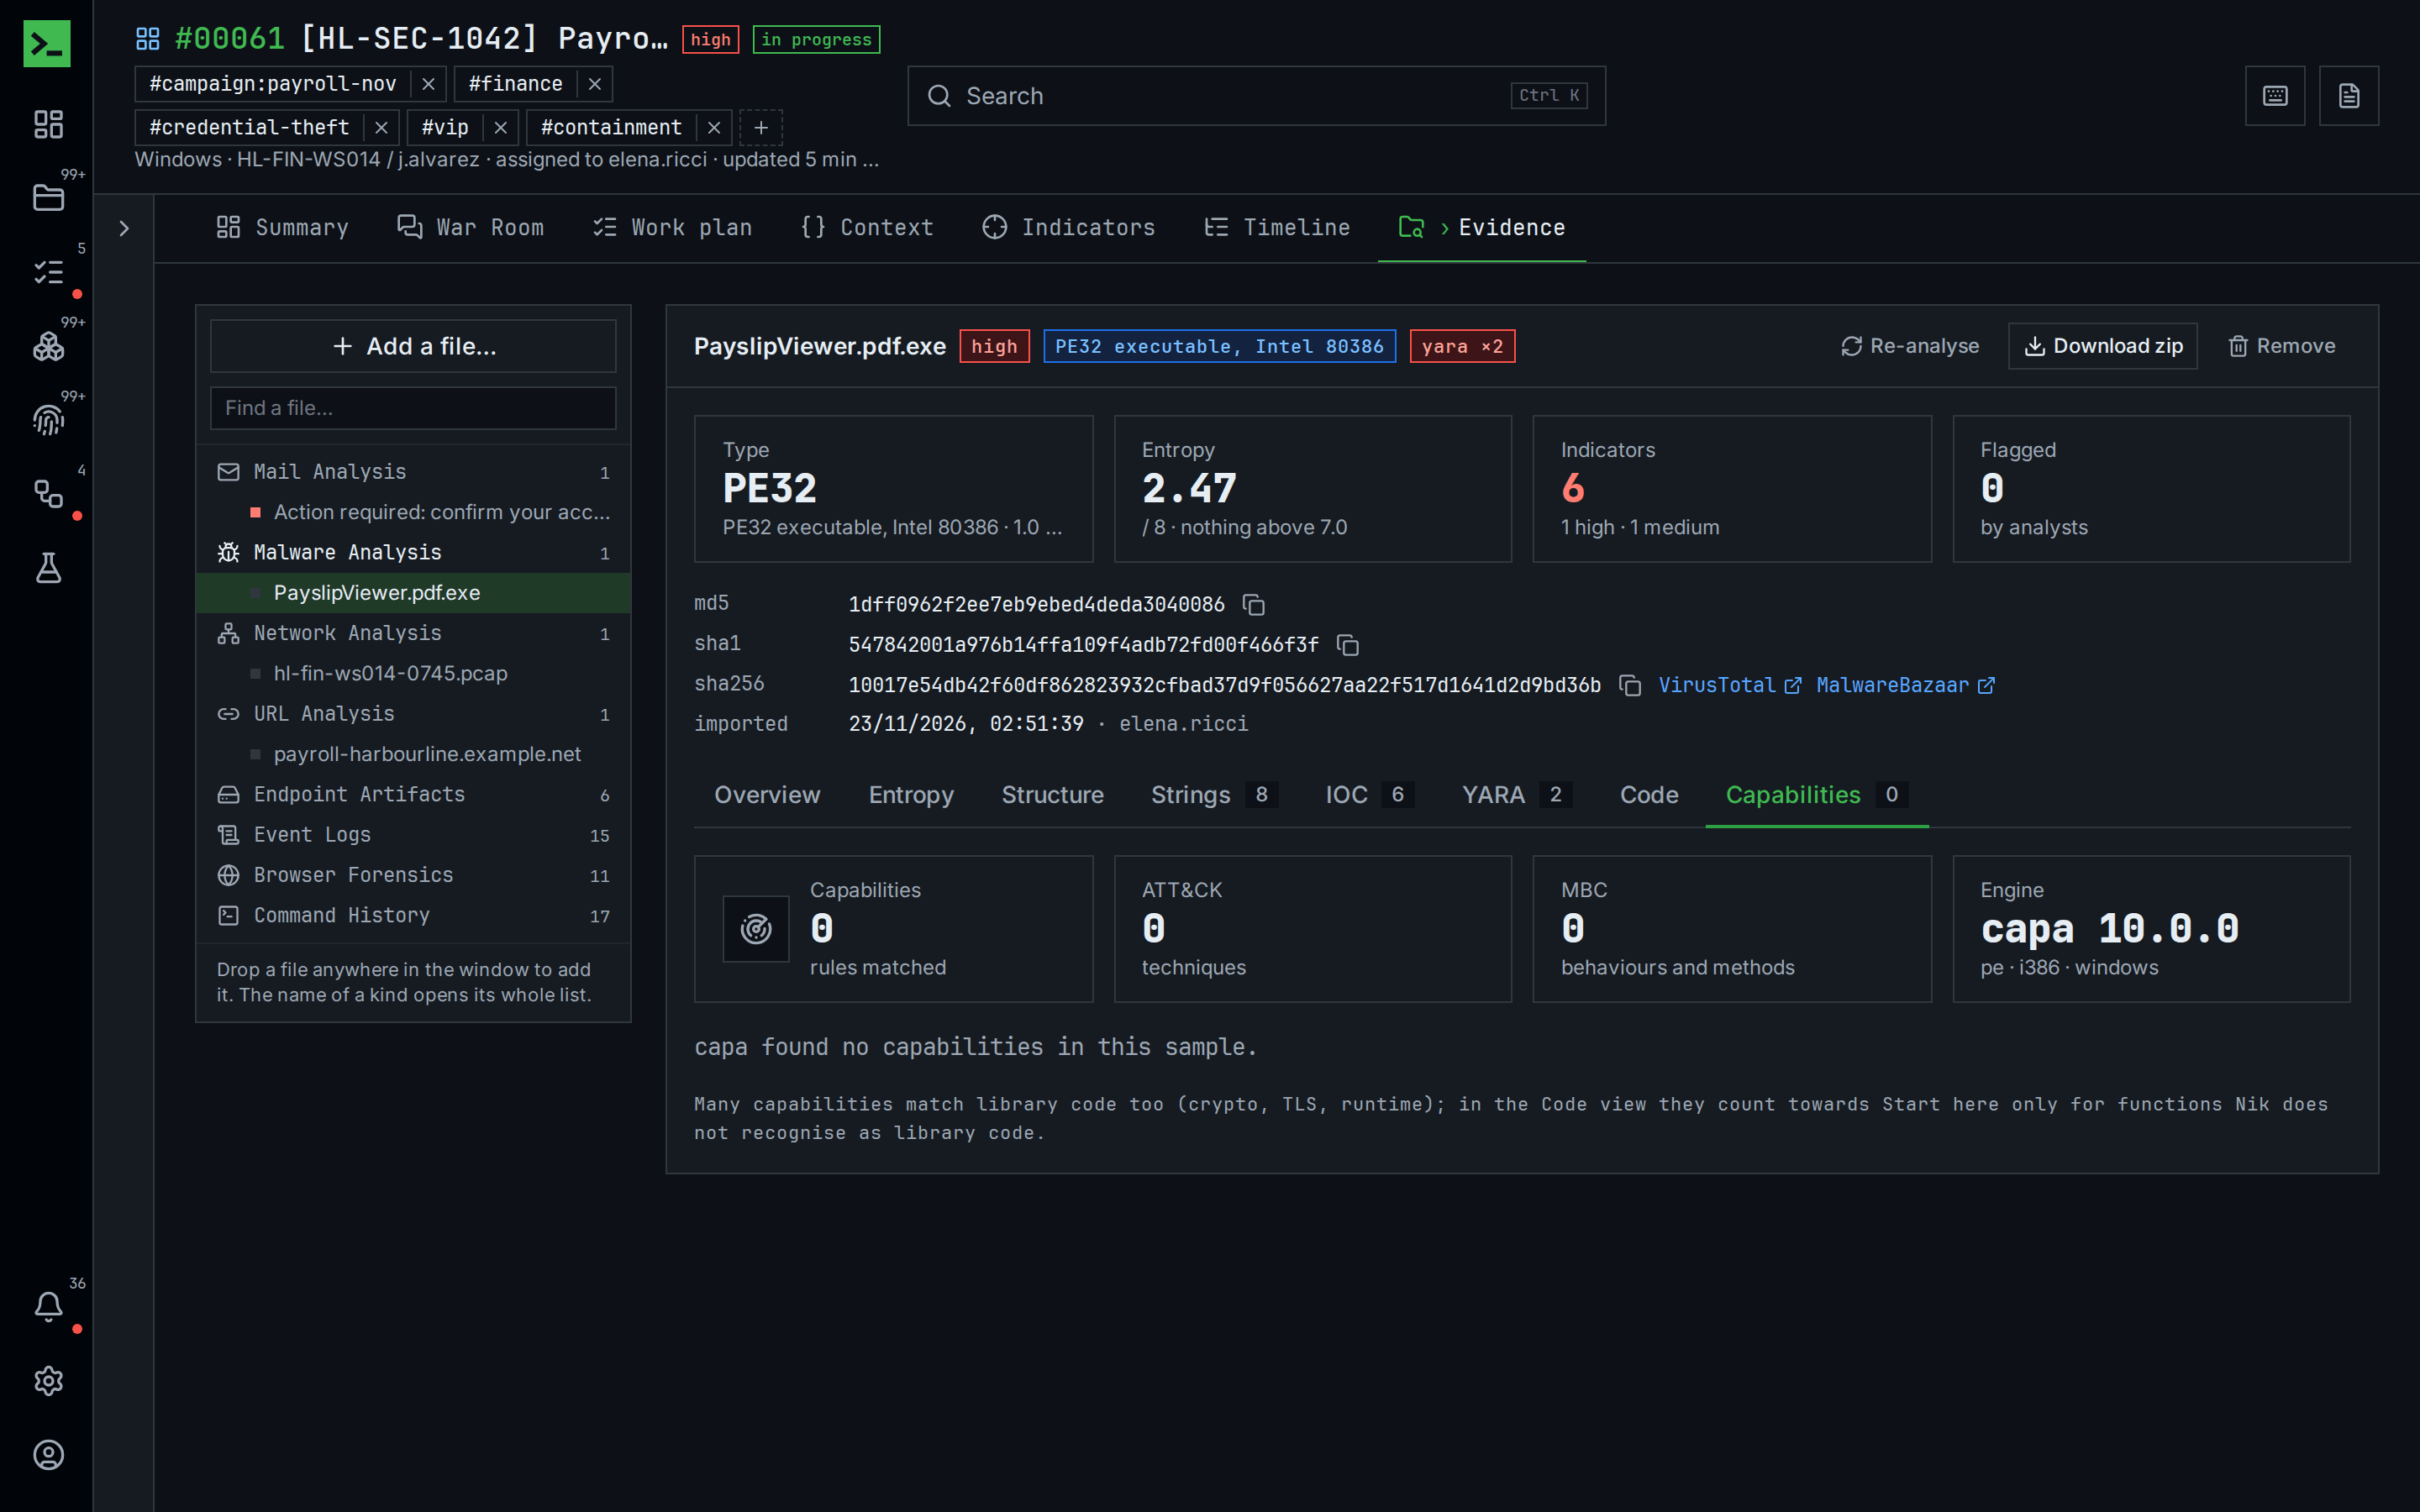 #00061 [HL-SEC-1042] Payro… high in progress
#campaign:payroll-nov #finance
#credential-theft #vip #containment
Windows · HL-FIN-WS014 / j.alvarez · assigned to elena.ricci · updated 5 min ...
Search Ctrl K
99+
5
99+
99+
4
36
Summary War Room Work plan Context Indicators Timeline › Evidence
Add a file...
Find a file...
Mail Analysis 1
Action required: confirm your acc...
Malware Analysis 1
PayslipViewer.pdf.exe
Network Analysis 1
hl-fin-ws014-0745.pcap
URL Analysis 1
payroll-harbourline.example.net
Endpoint Artifacts 6
Event Logs 15
Browser Forensics 11
Command History 17
Drop a file anywhere in the window to add
it. The name of a kind opens its whole list.
PayslipViewer.pdf.exe high PE32 executable, Intel 80386 yara ×2 Re-analyse Download zip Remove
Type
PE32
PE32 executable, Intel 80386 · 1.0 ...
Entropy
2.47
/ 8 · nothing above 7.0
Indicators
6
1 high · 1 medium
Flagged
0
by analysts
md5 1dff0962f2ee7eb9ebed4deda3040086
sha1 547842001a976b14ffa109f4adb72fd00f466f3f
sha256 10017e54db42f60df862823932cfbad37d9f056627aa22f517d1641d2d9bd36b VirusTotal MalwareBazaar
imported 23/11/2026, 02:51:39 · elena.ricci
Overview Entropy Structure Strings 8 IOC 6 YARA 2 Code Capabilities 0
Capabilities
0
rules matched
ATT&CK
0
techniques
MBC
0
behaviours and methods
Engine
capa 10.0.0
pe · i386 · windows
capa found no capabilities in this sample.
Many capabilities match library code too (crypto, TLS, runtime); in the Code view they count towards Start here only for functions Nik does
not recognise as library code.